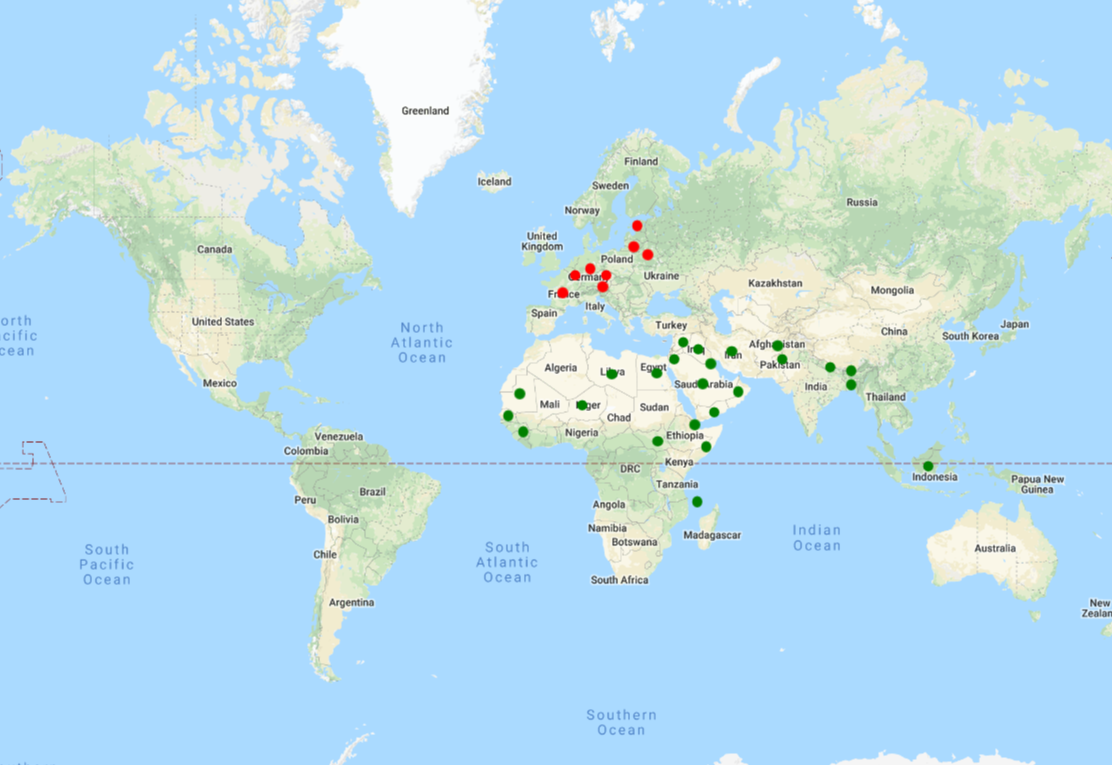 Greenland
Finland
Iceland
Sweden
Russia
Norway
United
Kingdom
Canada
Poland
Germany
Ukraine
Kazakhstan
Mongolia
France
Italy
Spain
United States
North
Atlantic
Ocean
orth
cific
cean
Turkey
China
Japan
South Korea
Afghanistan
Iraq
Iran
Pakistan
Algeria
Libya
Egypt
Saudi Arabia
India
Mexico
Mali
Niger
Chad
Sudan
Thailand
Nigeria
Ethiopia
Venezuela
Colombia
DRC
Kenya
Tanzania
Indonesia
Papua New
Guinea
Peru
Brazil
Bolivia
Angola
Namibia
Botswana
Madagascar
Indian
Ocean
Australia
Chile
South
Pacific
Ocean
South
Atlantic
Ocean
South Africa
Argentina
New
Zealan
Southern
Ocean